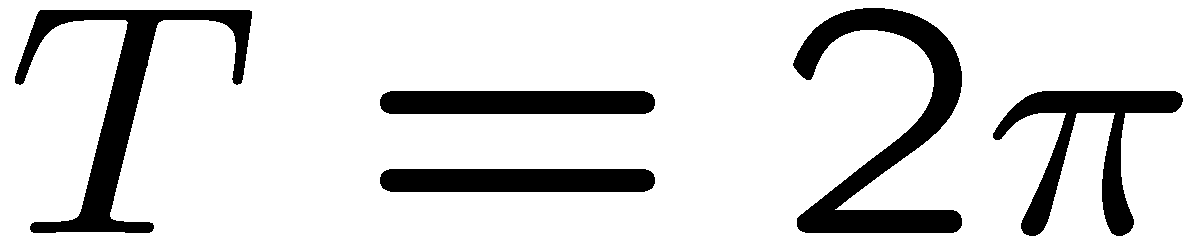 T = 2π